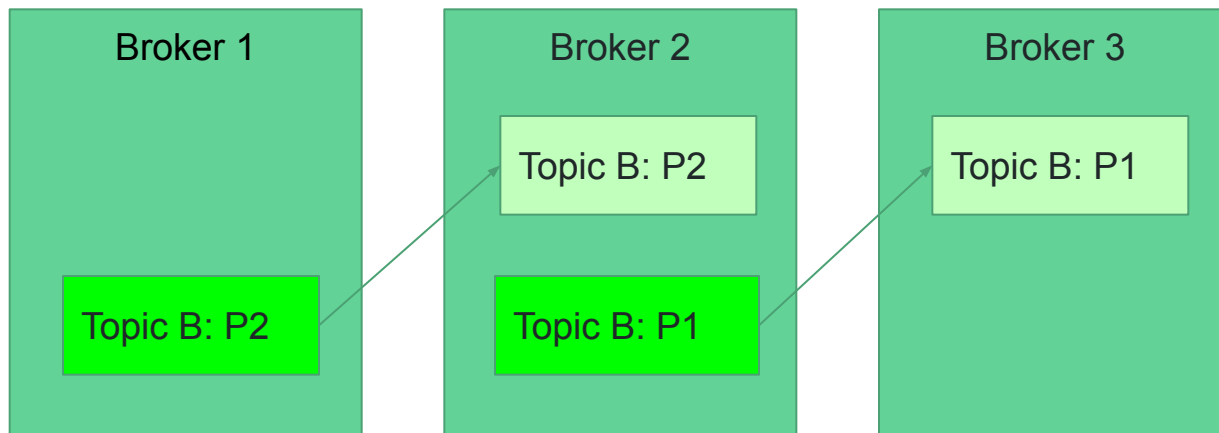 Broker 1
Broker 2
Broker 3
Topic B: P2
Topic B: P1
Topic B: P2
Topic B: P1